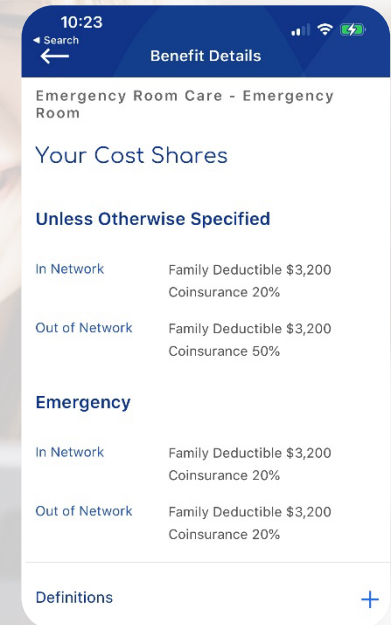 10:23
◄ Search
← Benefit Details
Emergency Room Care - Emergency
Room
Your Cost Shares
Unless Otherwise Specified
In Network Family Deductible $3,200
Coinsurance 20%
Out of Network Family Deductible $3,200
Coinsurance 50%
Emergency
In Network Family Deductible $3,200
Coinsurance 20%
Out of Network Family Deductible $3,200
Coinsurance 20%
Definitions +